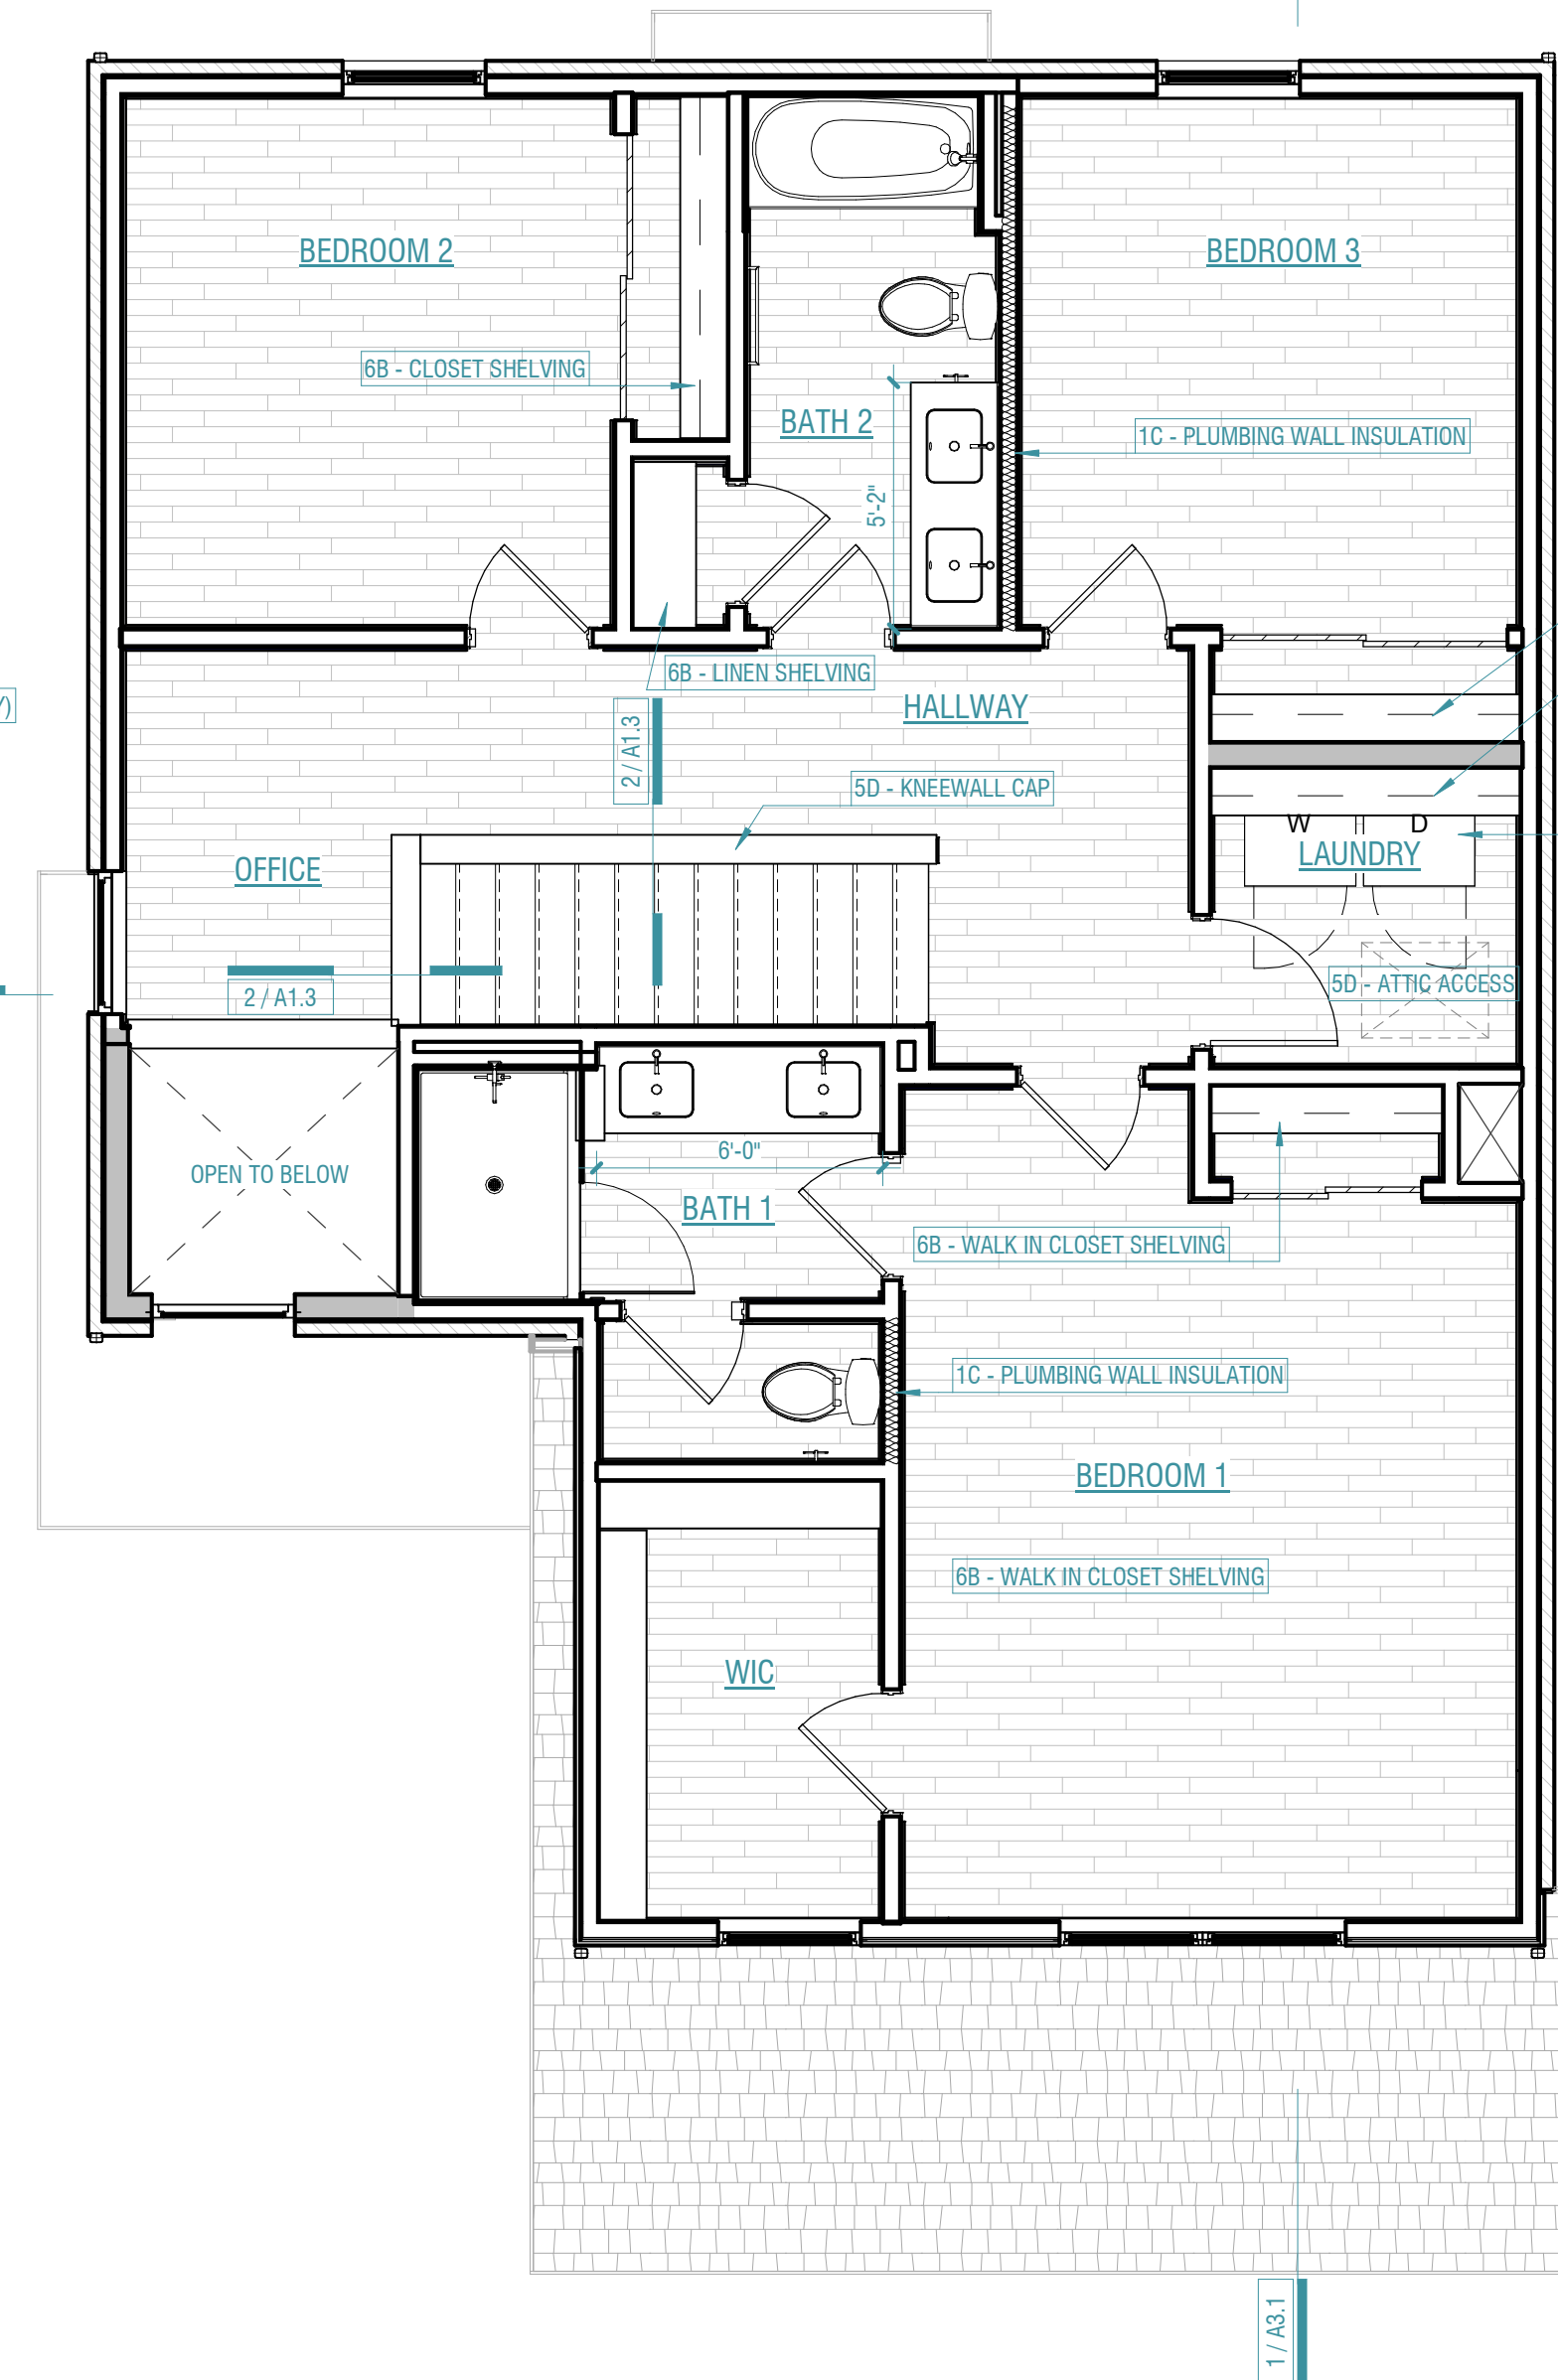 BEDROOM 2
BEDROOM 3
6B - CLOSET SHELVING
BATH 2
1C - PLUMBING WALL INSULATION
5'-2"
6B - LINEN SHELVING
HALLWAY
2 / A1.3
5D - KNEEWALL CAP
W
D
LAUNDRY
OFFICE
2 / A1.3
5D - ATTIC ACCESS
OPEN TO BELOW
6'-0"
BATH 1
6B - WALK IN CLOSET SHELVING
1C - PLUMBING WALL INSULATION
BEDROOM 1
6B - WALK IN CLOSET SHELVING
WIC
1 / A3.1